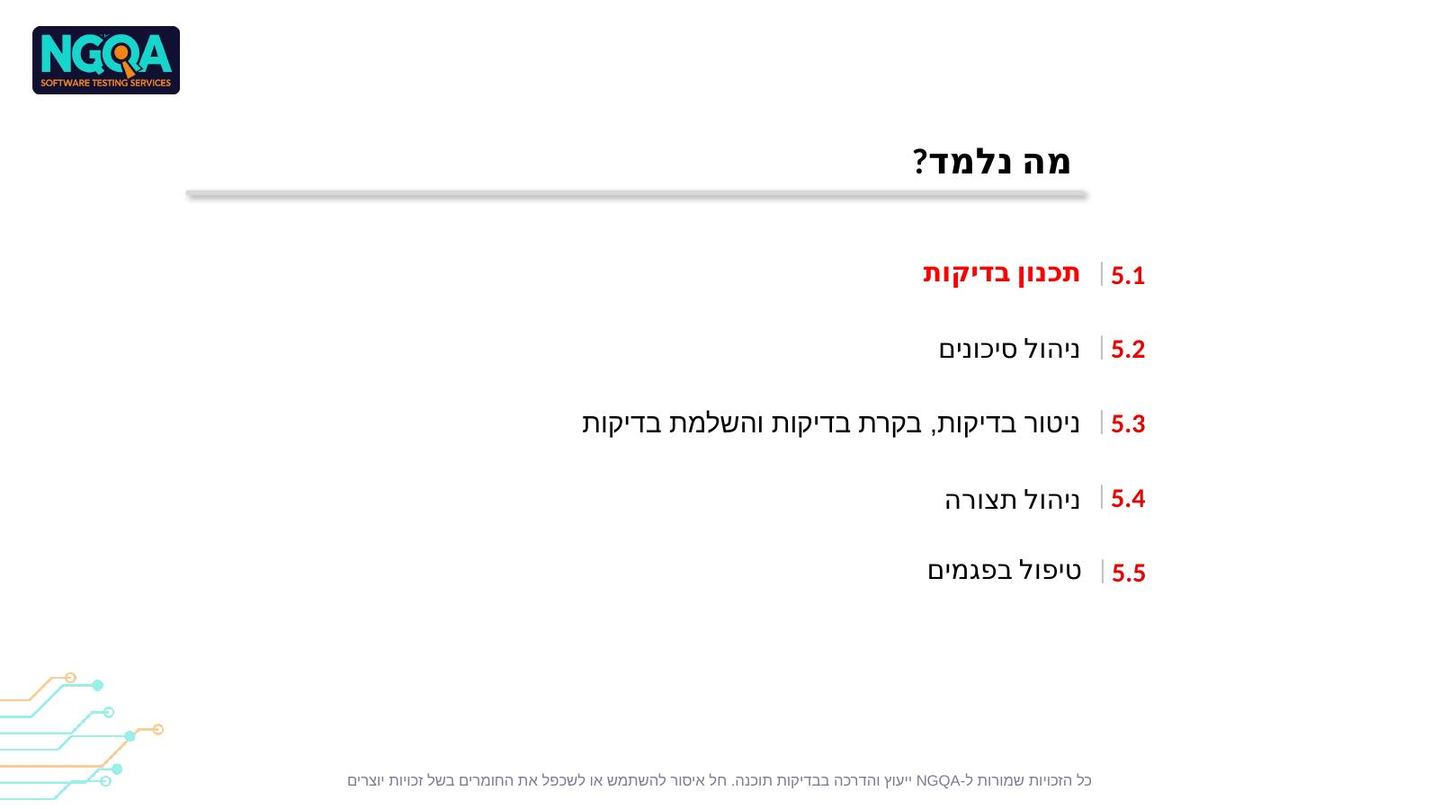 NGQA
SOFTWARE TESTING SERVICES
מה נלמד?
5.1 תכנון בדיקות
5.2 ניהול סיכונים
5.3 ניטור בדיקות, בקרת בדיקות והשלמת בדיקות
5.4 ניהול תצורה
5.5 טיפול בפגמים
כל הזכויות שמורות ל-NGQA ייעוץ והדרכה בבדיקות תוכנה. חל איסור להשתמש או לשכפל את החומרים בשל זכויות יוצרים